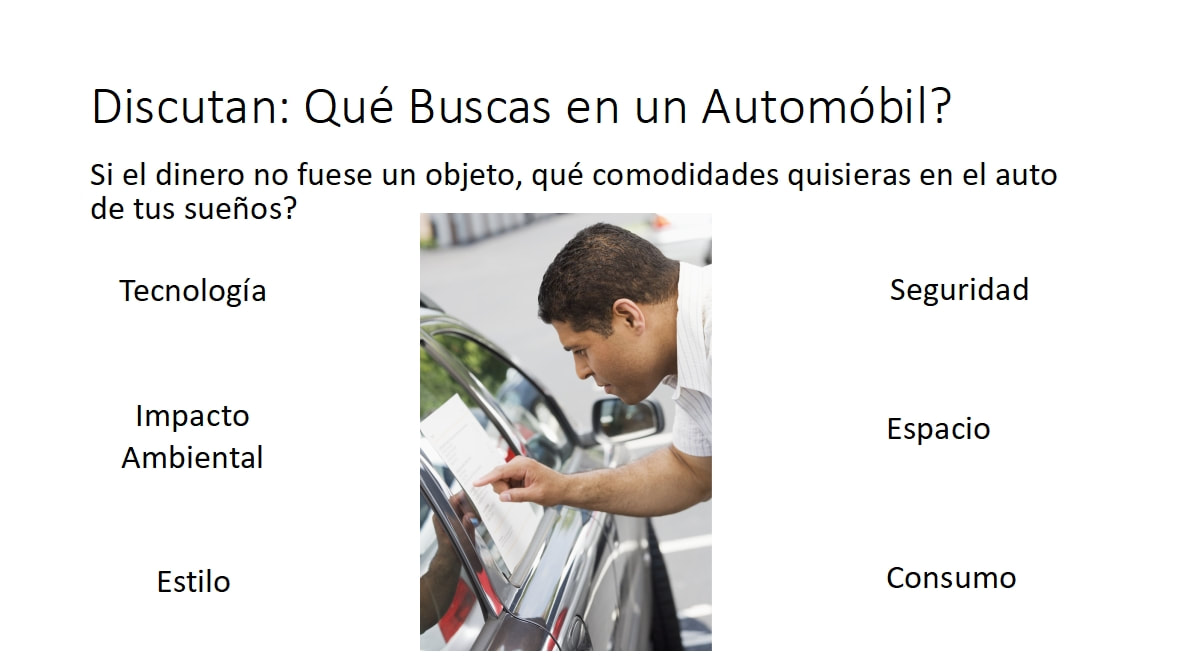 Discutan: Qué Buscas en un Automóbil?
Si el dinero no fuese un objeto, qué comodidades quisieras en el auto
de tus sueños?
Tecnología
Seguridad
Impacto
Ambiental
Espacio
Estilo
Consumo